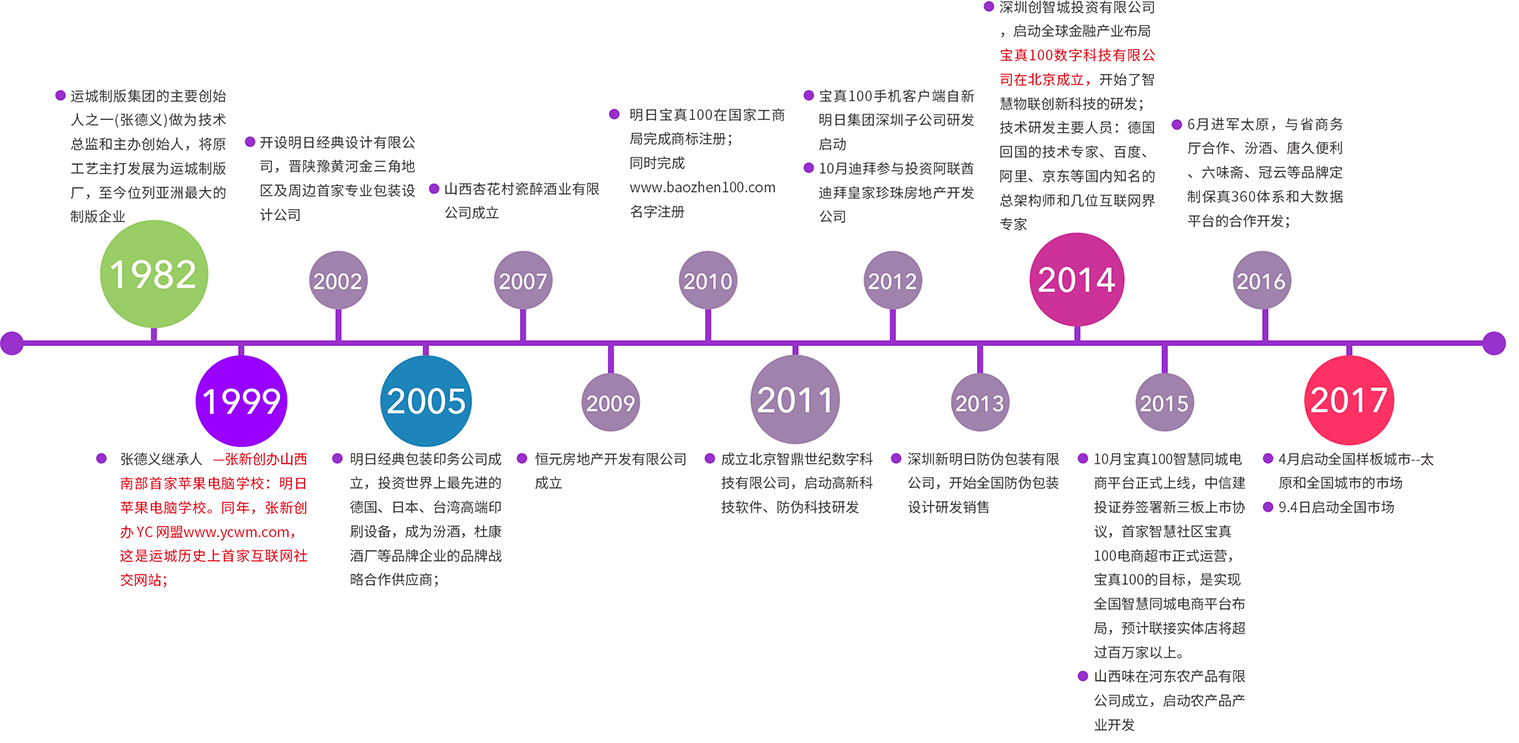 运城制版集团的主要创始
人之一(张德义)做为技术
总监和主办创始人，将原
工艺主打发展为运城制版
厂，至今位列亚洲最大的
制版企业
1982
张德义继承人 —张新创办山西
南部首家苹果电脑学校：明日
苹果电脑学校。同年，张新创
办 YC 网盟www.ycwm.com，
这是运城历史上首家互联网社
交网站；
1999
开设明日经典设计有限公
司，晋陕豫黄河金三角地
区及周边首家专业包装设
计公司
2002
明日经典包装印务公司成
立，投资世界上最先进的
德国、日本、台湾高端印
刷设备，成为汾酒，杜康
酒厂等品牌企业的品牌战
略合作供应商；
2005
山西杏花村瓷醉酒业有限
公司成立
2007
恒元房地产开发有限公司
成立
2009
明日宝真100在国家工商
局完成商标注册；
同时完成
www.baozhen100.com
名字注册
2010
成立北京智鼎世纪数字科
技有限公司，启动高新科
技软件、防伪科技研发
2011
宝真100手机客户端自新
明日集团深圳子公司研发
启动
10月迪拜参与投资阿联酋
迪拜皇家珍珠房地产开发
公司
2012
深圳新明日防伪包装有限
公司，开始全国防伪包装
设计研发销售
2013
深圳创智城投资有限公司
，启动全球金融产业布局
宝真100数字科技有限公
司在北京成立，开始了智
慧物联创新科技的研发；
技术研发主要人员：德国
回国的技术专家、百度、
阿里、京东等国内知名的
总架构师和几位互联网界
专家
2014
10月宝真100智慧同城电
商平台正式上线，中信建
投证券签署新三板上市协
议，首家智慧社区宝真
100电商超市正式运营，
宝真100的目标，是实现
全国智慧同城电商平台布
局，预计联接实体店将超
过百万家以上。
山西味在河东农产品有限
公司成立，启动农产品产
业开发
2015
6月进军太原，与省商务
厅合作、汾酒、唐久便利
、六味斋、冠云等品牌定
制保真360体系和大数据
平台的合作开发；
2016
4月启动全国样板城市--太
原和全国城市的市场
9.4日启动全国市场
2017